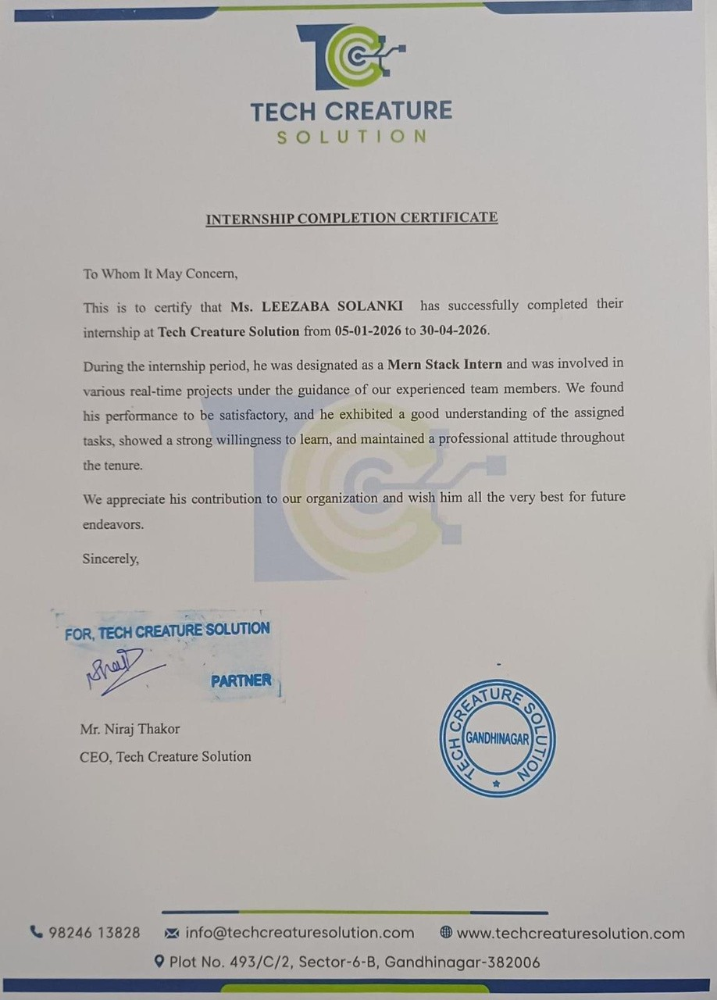 TECH CREATURE
SOLUTION
INTERNSHIP COMPLETION CERTIFICATE
To Whom It May Concern,
This is to certify that Ms. LEEZABA SOLANKI has successfully completed their
internship at Tech Creature Solution from 05-01-2026 to 30-04-2026.
During the internship period, he was designated as a Mern Stack Intern and was involved in
various real-time projects under the guidance of our experienced team members. We found
his performance to be satisfactory, and he exhibited a good understanding of the assigned
tasks, showed a strong willingness to learn, and maintained a professional attitude throughout
the tenure.
We appreciate his contribution to our organization and wish him all the very best for future
endeavors.
Sincerely,
FOR, TECH CREATURE SOLUTION
PARTNER
Mr. Niraj Thakor
CEO, Tech Creature Solution
TECH CREATURE SOLUTION
GANDHINAGAR
98246 13828 info@techcreaturesolution.com www.techcreaturesolution.com
Plot No. 493/C/2, Sector-6-B, Gandhinagar-382006